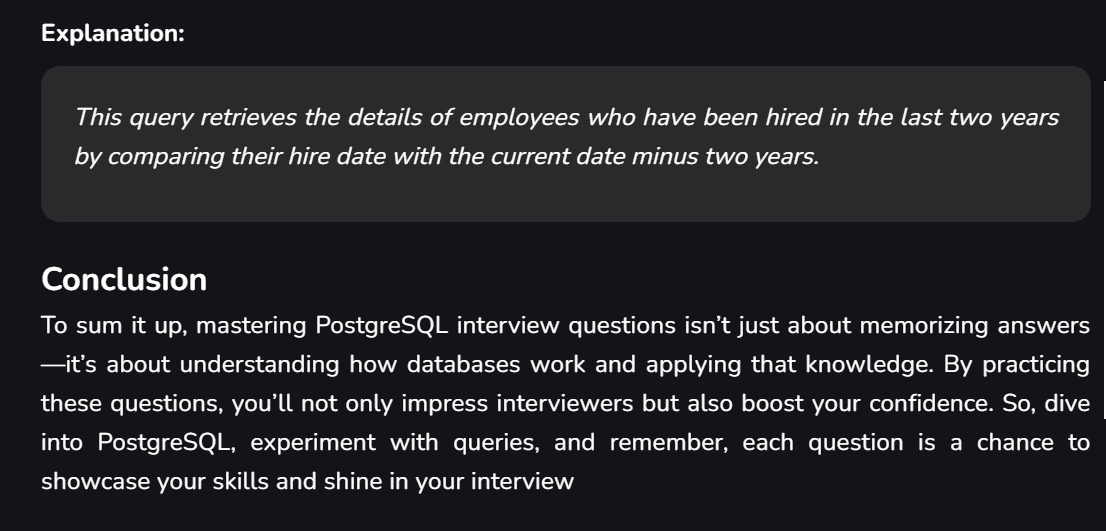 Explanation:
This query retrieves the details of employees who have been hired in the last two years
by comparing their hire date with the current date minus two years.
Conclusion
To sum it up, mastering PostgreSQL interview questions isn’t just about memorizing answers
—it’s about understanding how databases work and applying that knowledge. By practicing
these questions, you’ll not only impress interviewers but also boost your confidence. So, dive
into PostgreSQL, experiment with queries, and remember, each question is a chance to
showcase your skills and shine in your interview